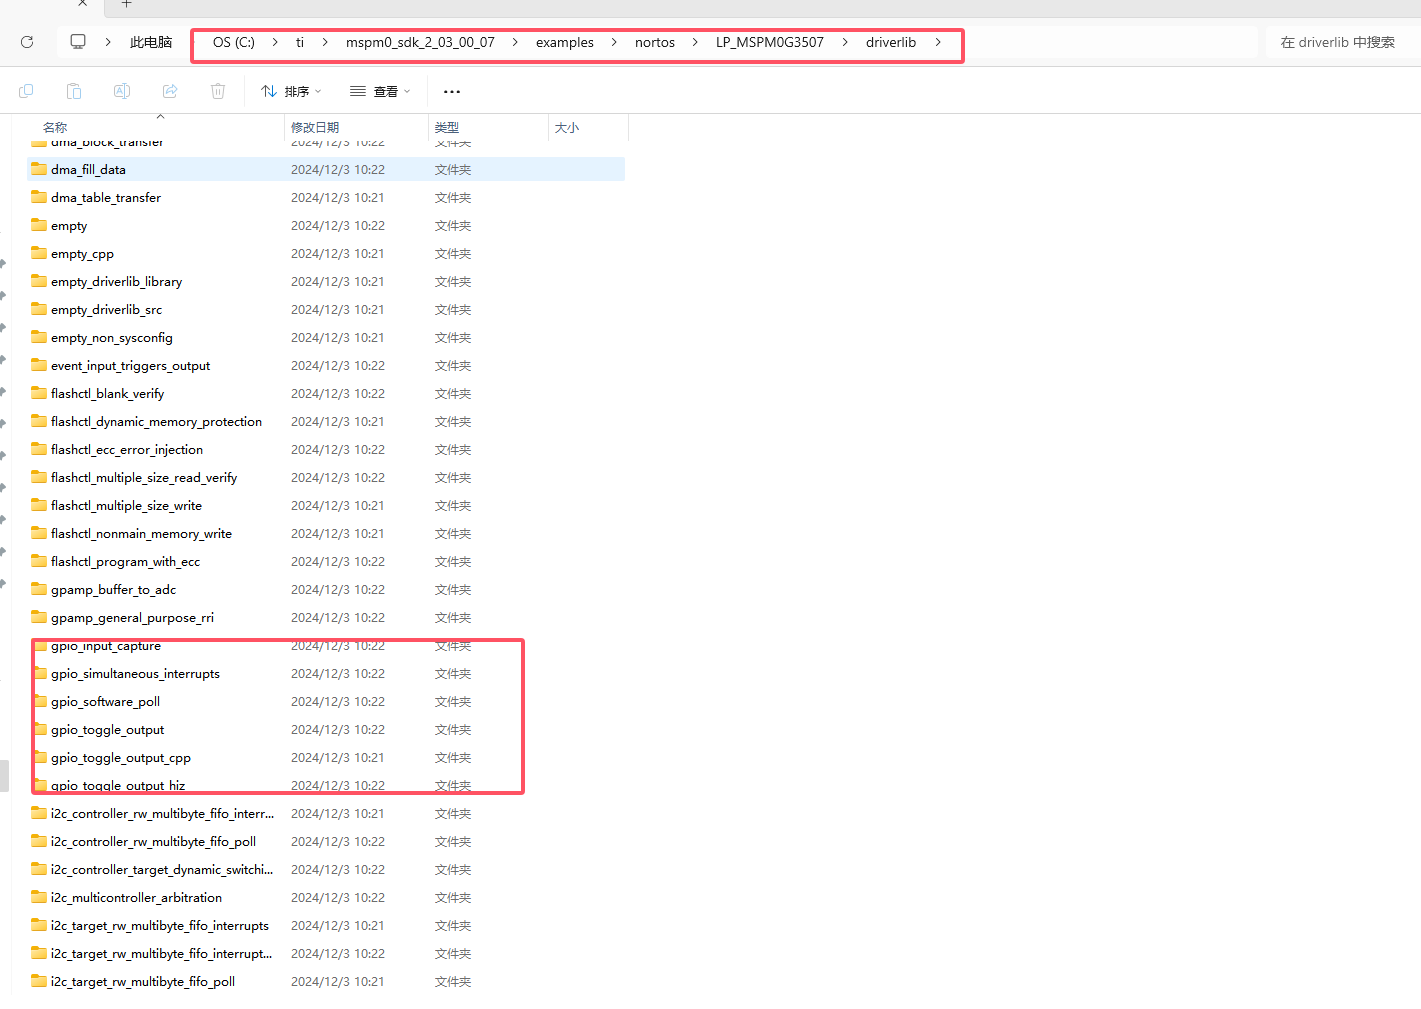 此电脑 OS (C:) ti mspm0_sdk_2_03_00_07 examples nortos LP_MSPM0G3507 driverlib 在 driverlib 中搜索
排序 查看 ...
名称 修改日期 类型 大小
dma_block_transfer 2024/12/3 10:22 文件夹
dma_fill_data 2024/12/3 10:22 文件夹
dma_table_transfer 2024/12/3 10:21 文件夹
empty 2024/12/3 10:22 文件夹
empty_cpp 2024/12/3 10:21 文件夹
empty_driverlib_library 2024/12/3 10:21 文件夹
empty_driverlib_src 2024/12/3 10:21 文件夹
empty_non_sysconfig 2024/12/3 10:21 文件夹
event_input_triggers_output 2024/12/3 10:22 文件夹
flashctl_blank_verify 2024/12/3 10:22 文件夹
flashctl_dynamic_memory_protection 2024/12/3 10:21 文件夹
flashctl_ecc_error_injection 2024/12/3 10:22 文件夹
flashctl_multiple_size_read_verify 2024/12/3 10:22 文件夹
flashctl_multiple_size_write 2024/12/3 10:21 文件夹
flashctl_nonmain_memory_write 2024/12/3 10:21 文件夹
flashctl_program_with_ecc 2024/12/3 10:22 文件夹
gpamp_buffer_to_adc 2024/12/3 10:22 文件夹
gpamp_general_purpose_rri 2024/12/3 10:22 文件夹
gpio_input_capture 2024/12/3 10:22 文件夹
gpio_simultaneous_interrupts 2024/12/3 10:22 文件夹
gpio_software_poll 2024/12/3 10:22 文件夹
gpio_toggle_output 2024/12/3 10:22 文件夹
gpio_toggle_output_cpp 2024/12/3 10:21 文件夹
gpio_toggle_output_hiz 2024/12/3 10:22 文件夹
i2c_controller_rw_multibyte_fifo_interr... 2024/12/3 10:21 文件夹
i2c_controller_rw_multibyte_fifo_poll 2024/12/3 10:22 文件夹
i2c_controller_target_dynamic_switchi... 2024/12/3 10:22 文件夹
i2c_multicontroller_arbitration 2024/12/3 10:22 文件夹
i2c_target_rw_multibyte_fifo_interrupts 2024/12/3 10:21 文件夹
i2c_target_rw_multibyte_fifo_interrupt... 2024/12/3 10:22 文件夹
i2c_target_rw_multibyte_fifo_poll 2024/12/3 10:21 文件夹